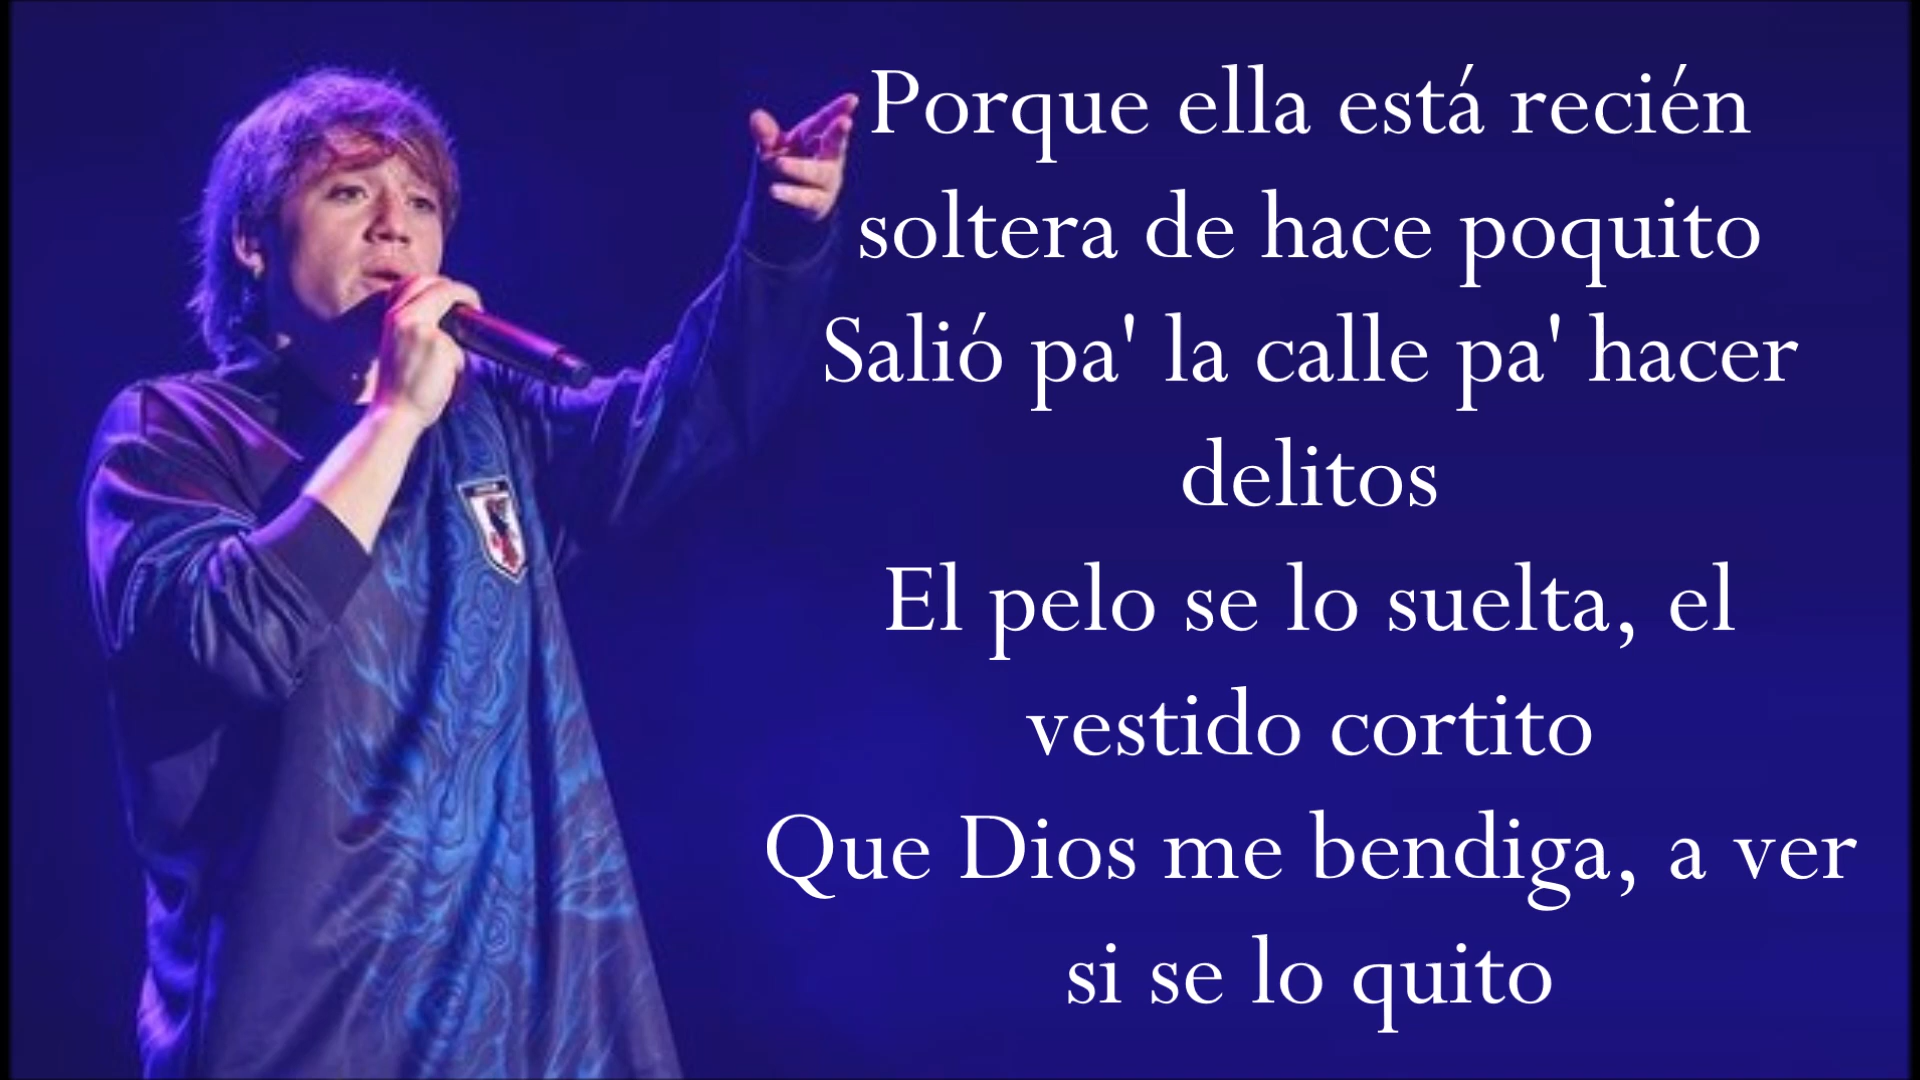 Porque ella está recién
soltera de hace poquito
Salió pa' la calle pa' hacer
delitos
El pelo se lo suelta, el
vestido cortito
Que Dios me bendiga, a ver
si se lo quito